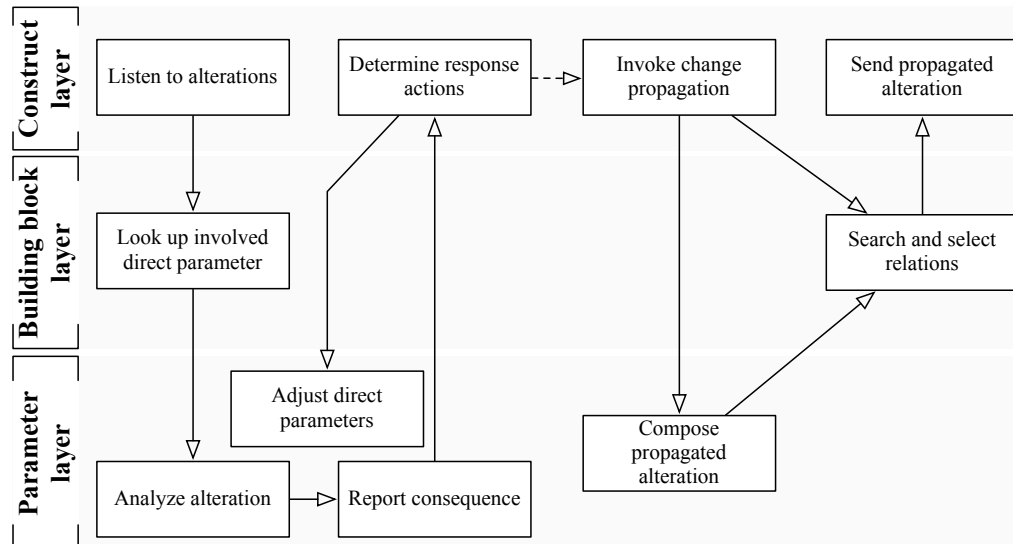 Construct
layer
Listen to alterations
Determine response
actions
Invoke change
propagation
Send propagated
alteration
Building block
layer
Look up involved
direct parameter
Search and select
relations
Parameter
layer
Adjust direct
parameters
Compose
propagated
alteration
Analyze alteration
Report consequence